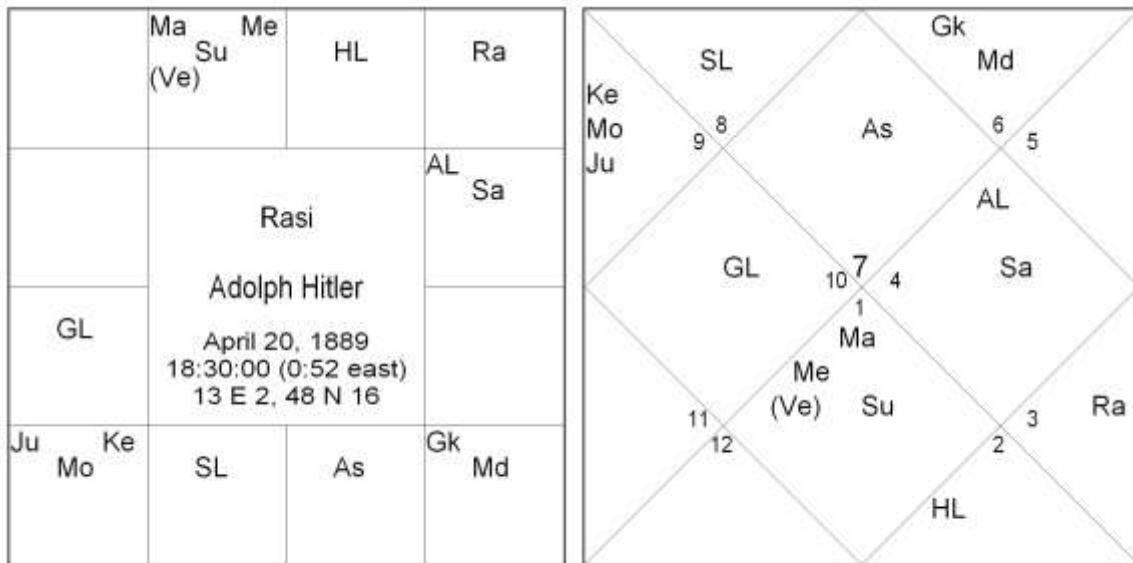 Ma Me
Su
(Ve)
HL
Ra
AL
Sa
Rasi
Adolph Hitler
April 20, 1889
18:30:00 (0:52 east)
13 E 2, 48 N 16
GL
Ju Ke
Mo
SL
As
Gk
Md
Gk
Md
SL
Ke
Mo
Ju
As
8
9
6
5
AL
GL
Sa
10
7
4
1
Ma
Me
(Ve)
Su
11
12
3
2
Ra
HL